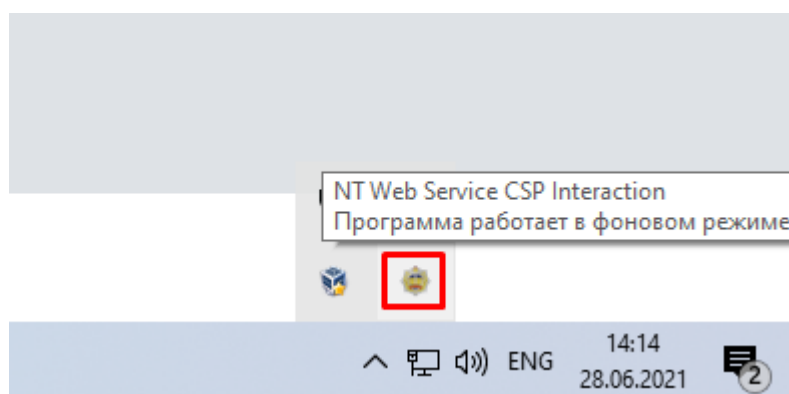 NT Web Service CSP Interaction
Программа работает в фоновом режиме
ENG
14:14
28.06.2021
2